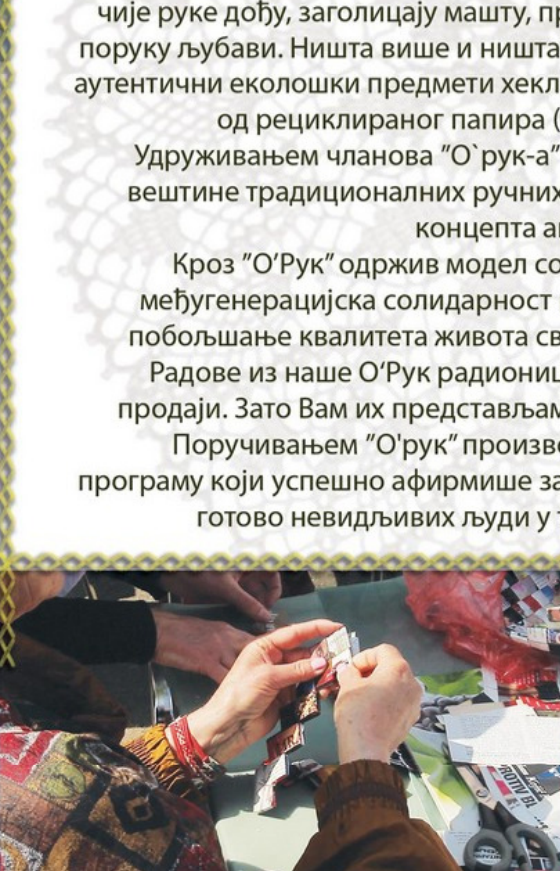 чије руке дођу, заголицају машту, пр
поруку љубави. Ништа више и ништа
аутентични еколошки предмети хекл
од рециклираног папира (
Удруживањем чланова ”О`рук-а”
вештине традиционалних ручних
концепта а
Кроз ”О’Рук” одржив модел со
међугенерацијска солидарност
побољшање квалитета живота св
Радове из наше О‘Рук радиониц
продаји. Зато Вам их представљам
Поручивањем ”О'рук” произво
програму који успешно афирмише за
готово невидљивих људи у
PROTIV